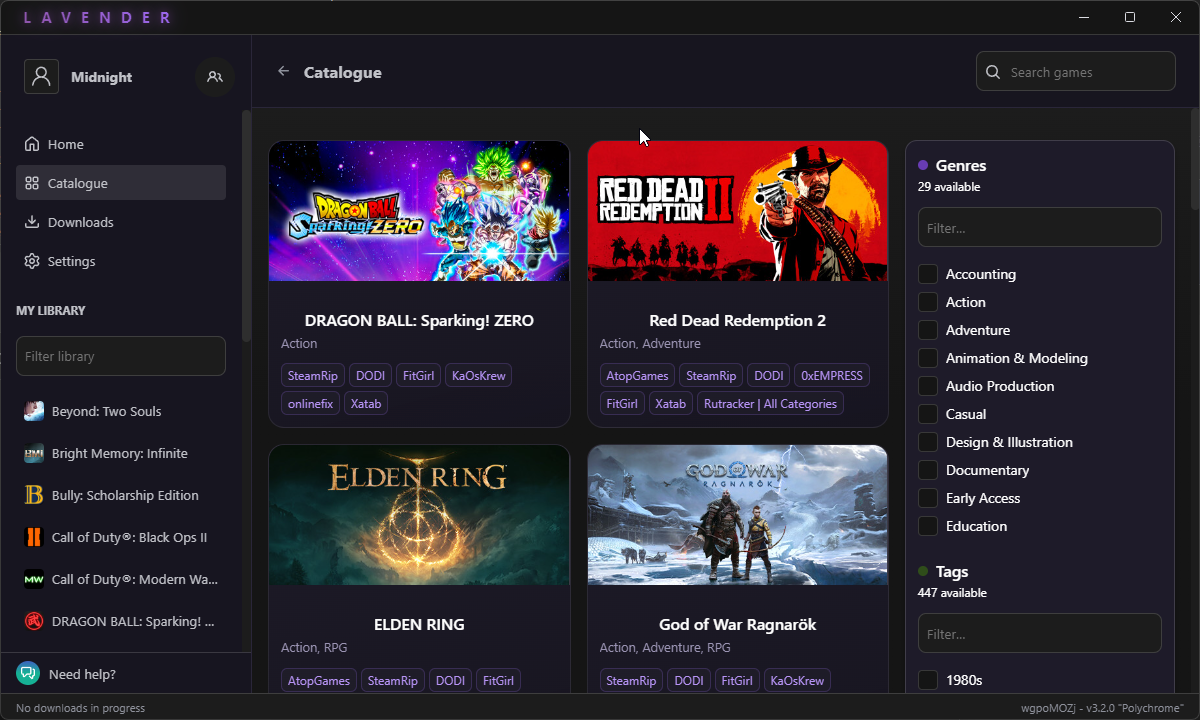 LAVENDER
Midnight
Home
Catalogue
Downloads
Settings
MY LIBRARY
Filter library
Beyond: Two Souls
Bright Memory: Infinite
Bully: Scholarship Edition
Call of Duty®: Black Ops II
Call of Duty®: Modern Wa...
DRAGON BALL: Sparking! ...
Need help?
No downloads in progress
Catalogue
Search games
DRAGON BALL
Sparking! ZERO
DRAGON BALL: Sparking! ZERO
Action
SteamRip DODI FitGirl KaOsKrew
onlinefix Xatab
RED DEAD
REDEMPTION II
Red Dead Redemption 2
Action, Adventure
AtopGames SteamRip DODI 0xEMPRESS
FitGirl Xatab Rutracker | All Categories
ELDEN RING
ELDEN RING
Action, RPG
AtopGames SteamRip DODI FitGirl
GOD OF WAR
RAGNARÖK
God of War Ragnarök
Action, Adventure, RPG
SteamRip DODI FitGirl KaOsKrew
Genres
29 available
Filter...
Accounting
Action
Adventure
Animation & Modeling
Audio Production
Casual
Design & Illustration
Documentary
Early Access
Education
Tags
447 available
Filter...
1980s
wgpoMOZj - v3.2.0 "Polychrome"